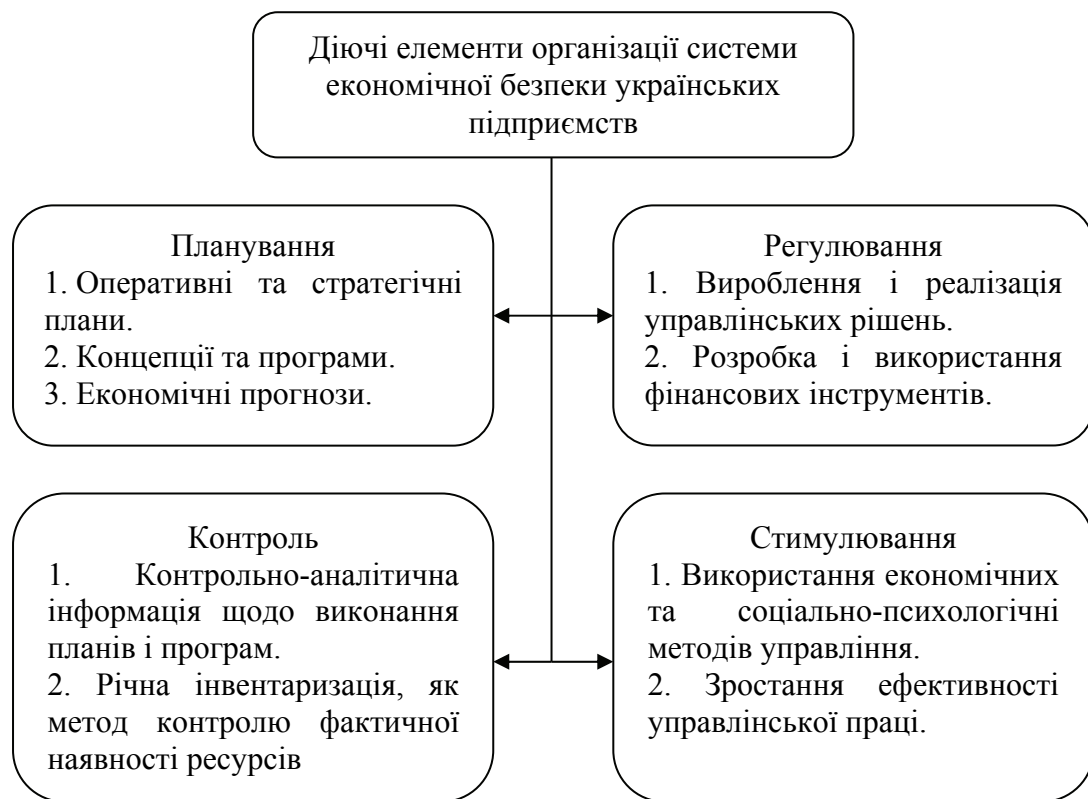 Діючі елементи організації системи
економічної безпеки українських
підприємств
Планування
1. Оперативні та стратегічні
плани.
2. Концепції та програми.
3. Економічні прогнози.
Регулювання
1. Вироблення і реалізація
управлінських рішень.
2. Розробка і використання
фінансових інструментів.
Контроль
1. Контрольно-аналітична
інформація щодо виконання
планів і програм.
2. Річна інвентаризація, як
метод контролю фактичної
наявності ресурсів
Стимулювання
1. Використання економічних
та соціально-психологічні
методів управління.
2. Зростання ефективності
управлінської праці.